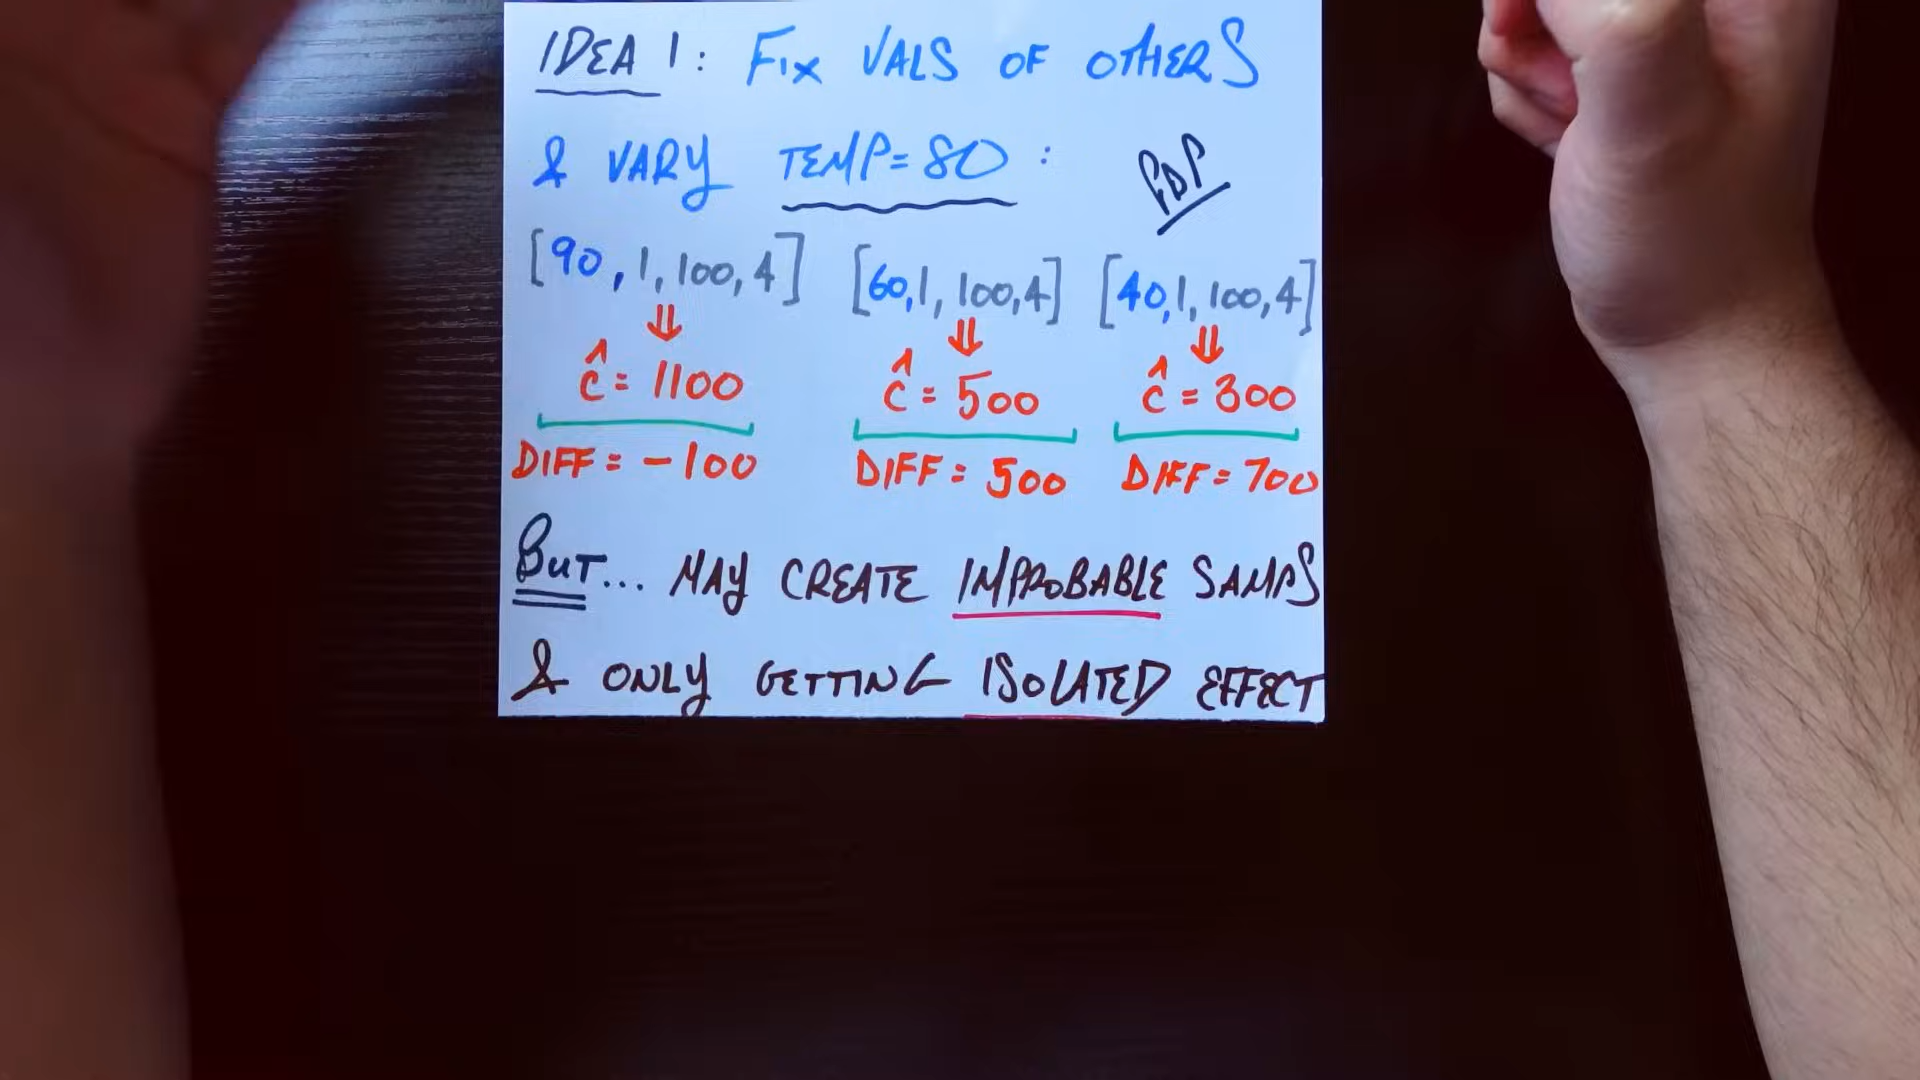 IDEA 1: FIX VALS OF OTHERS
& VARY TEMP=80:
PDP
[90,1,100,4] [60,1,100,4] [40,1,100,4]
⇓ ⇓ ⇓
ĉ=1100 ĉ=500 ĉ=300
DIFF=-100 DIFF=500 DIFF=700
BUT... MAY CREATE IMPROBABLE SAMPS
& ONLY GETTING ISOLATED EFFECT